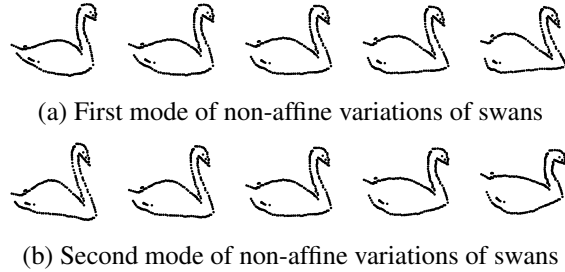 (a) First mode of non-affine variations of swans
(b) Second mode of non-affine variations of swans